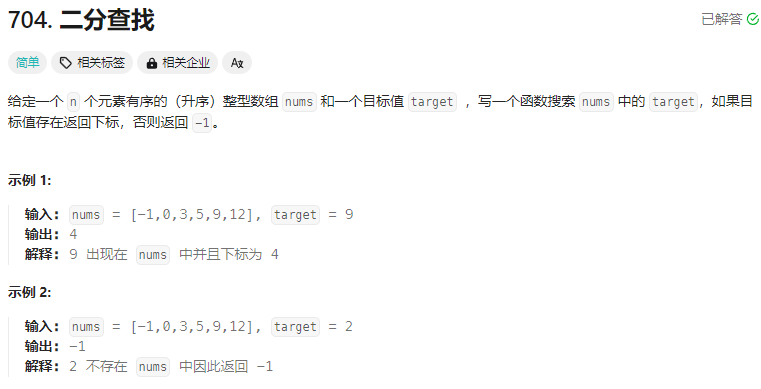 704. 二分查找
已解答
简单 相关标签 相关企业 Aあ
给定一个 n 个元素有序的（升序）整型数组 nums 和一个目标值 target ，写一个函数搜索 nums 中的 target，如果目
标值存在返回下标，否则返回 -1。
示例 1:
输入: nums = [-1,0,3,5,9,12], target = 9
输出: 4
解释: 9 出现在 nums 中并且下标为 4
示例 2:
输入: nums = [-1,0,3,5,9,12], target = 2
输出: -1
解释: 2 不存在 nums 中因此返回 -1